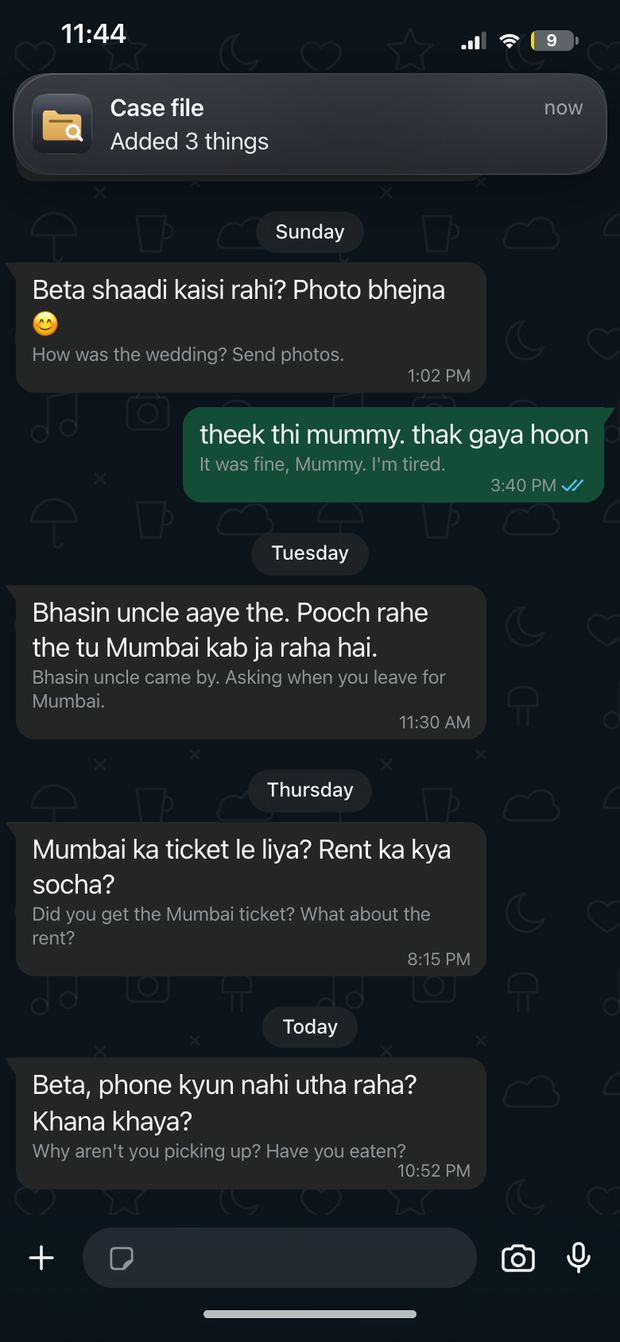 11:44
9
Case file
now
Added 3 things
Sunday
Beta shaadi kaisi rahi? Photo bhejna
😊
How was the wedding? Send photos.
1:02 PM
theek thi mummy. thak gaya hoon
It was fine, Mummy. I'm tired.
3:40 PM
Tuesday
Bhasin uncle aaye the. Pooch rahe
the tu Mumbai kab ja raha hai.
Bhasin uncle came by. Asking when you leave for
Mumbai.
11:30 AM
Thursday
Mumbai ka ticket le liya? Rent ka kya
socha?
Did you get the Mumbai ticket? What about the
rent?
8:15 PM
Today
Beta, phone kyun nahi utha raha?
Khana khaya?
Why aren't you picking up? Have you eaten?
10:52 PM